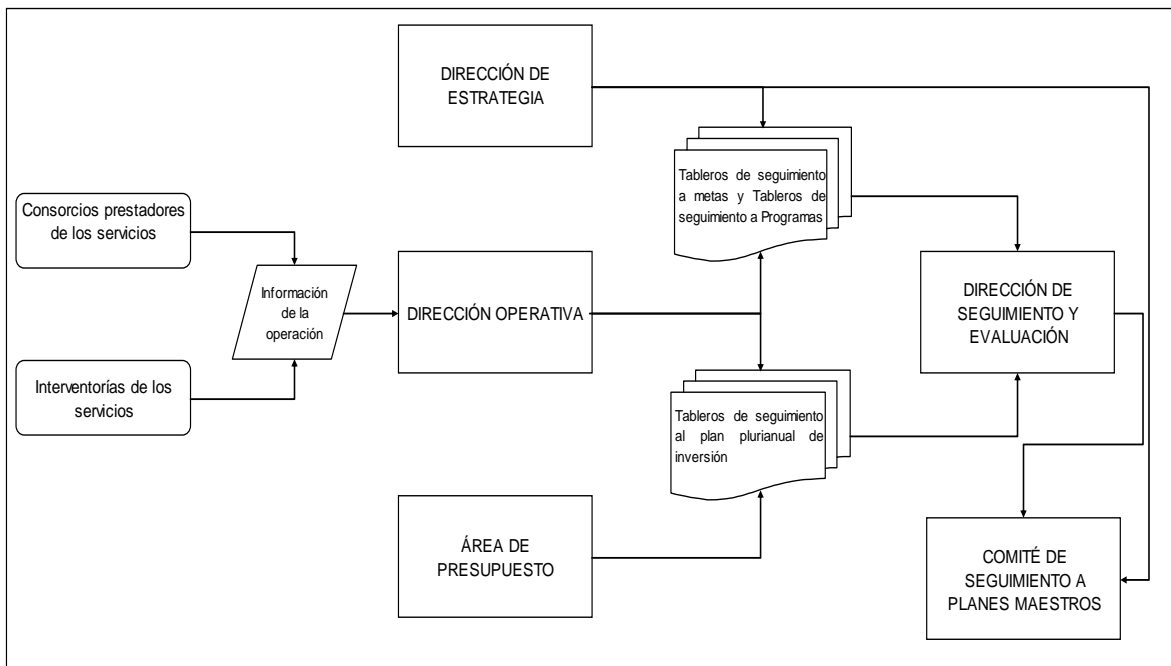 DIRECCIÓN DE
ESTRATEGIA
Tableros de seguimiento
a metas y Tableros de
seguimiento a Programas
Consorcios prestadores
de los servicios
Información
de la
operación
DIRECCIÓN OPERATIVA
DIRECCIÓN DE
SEGUIMIENTO Y
EVALUACIÓN
Interventorías de los
servicios
Tableros de seguimiento
al plan plurianual de
inversión
ÁREA DE
PRESUPUESTO
COMITÉ DE
SEGUIMIENTO A
PLANES MAESTROS